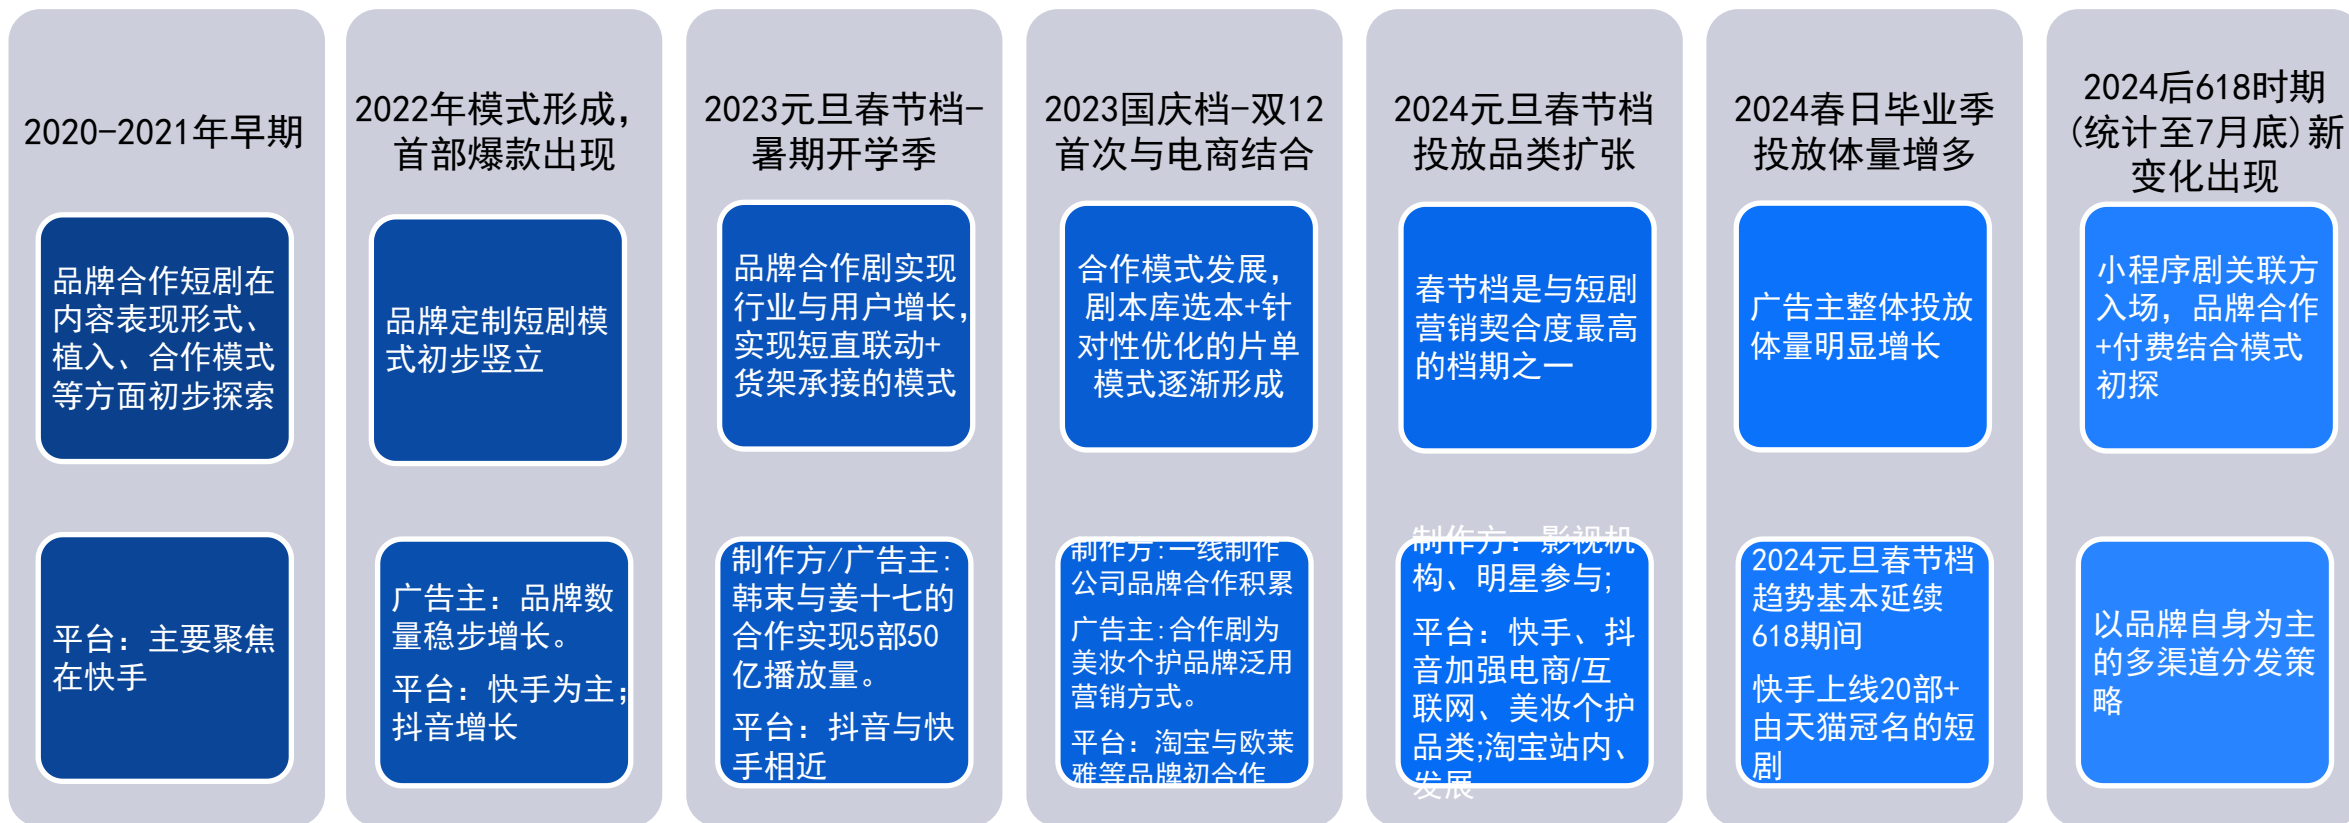 2020-2021年早期
品牌合作短剧在
内容表现形式、
植入、合作模式
等方面初步探索
平台：主要聚焦
在快手
2022年模式形成，
首部爆款出现
品牌定制短剧模
式初步竖立
广告主：品牌数
量稳步增长。
平台：快手为主；
抖音增长
2023元旦春节档-
暑期开学季
品牌合作剧实现
行业与用户增长，
实现短直联动+
货架承接的模式
制作方/广告主：
韩束与姜十七的
合作实现5部50
亿播放量。
平台：抖音与快
手相近
2023国庆档-双12
首次与电商结合
合作模式发展，
剧本库选本+针
对性优化的片单
模式逐渐形成
制作方：一线制作
公司品牌合作积累
广告主：合作剧为
美妆个护品牌泛用
营销方式。
平台：淘宝与欧莱
雅等品牌初合作
2024元旦春节档
投放品类扩张
春节档是与短剧
营销契合度最高
的档期之一
制作方：影视机
构、明星参与;
平台：快手、抖
音加强电商/互
联网、美妆个护
品类;淘宝站内、
发展
2024春日毕业季
投放体量增多
广告主整体投放
体量明显增长
2024元旦春节档
趋势基本延续
618期间
快手上线20部+
由天猫冠名的短
剧
2024后618时期
(统计至7月底)新
变化出现
小程序剧关联方
入场，品牌合作
+付费结合模式
初探
以品牌自身为主
的多渠道分发策
略